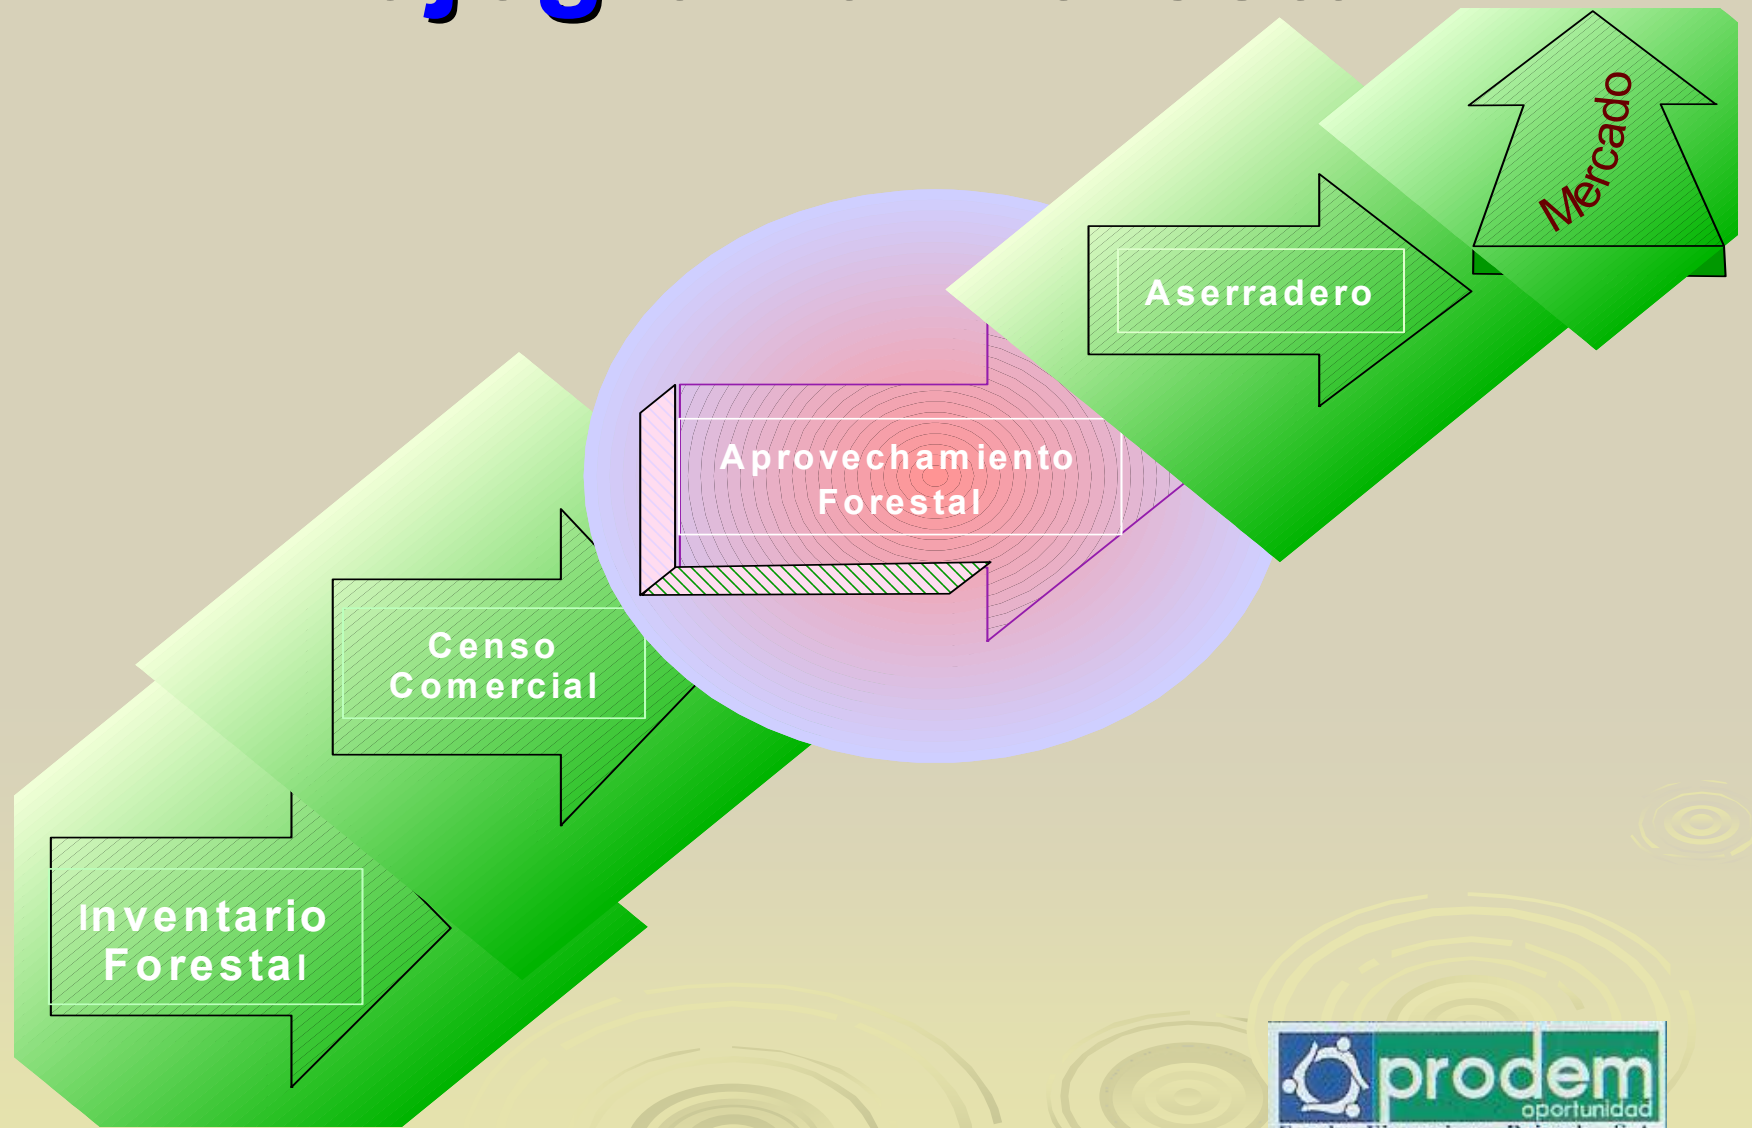 Mercado
Aserradero
Aprovechamiento
Forestal
Censo
Comercial
Inventario
Forestal
prodem
oportunidad